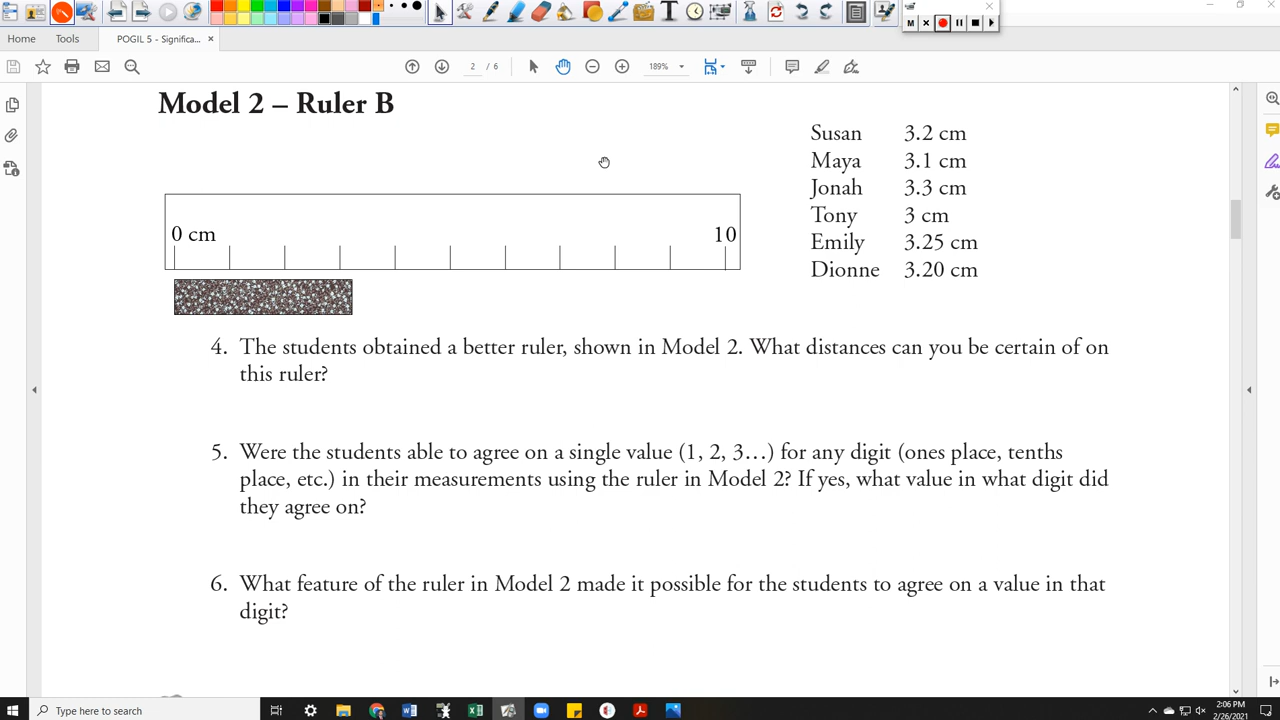 M
Home
Tools
POGIL 5 - Significa...
2 / 6
189%
Model 2 – Ruler B
Susan 3.2 cm
Maya 3.1 cm
Jonah 3.3 cm
Tony 3 cm
Emily 3.25 cm
Dionne 3.20 cm
0 cm 10
4. The students obtained a better ruler, shown in Model 2. What distances can you be certain of on
this ruler?
5. Were the students able to agree on a single value (1, 2, 3…) for any digit (ones place, tenths
place, etc.) in their measurements using the ruler in Model 2? If yes, what value in what digit did
they agree on?
6. What feature of the ruler in Model 2 made it possible for the students to agree on a value in that
digit?
Type here to search
2:06 PM
2/26/2021